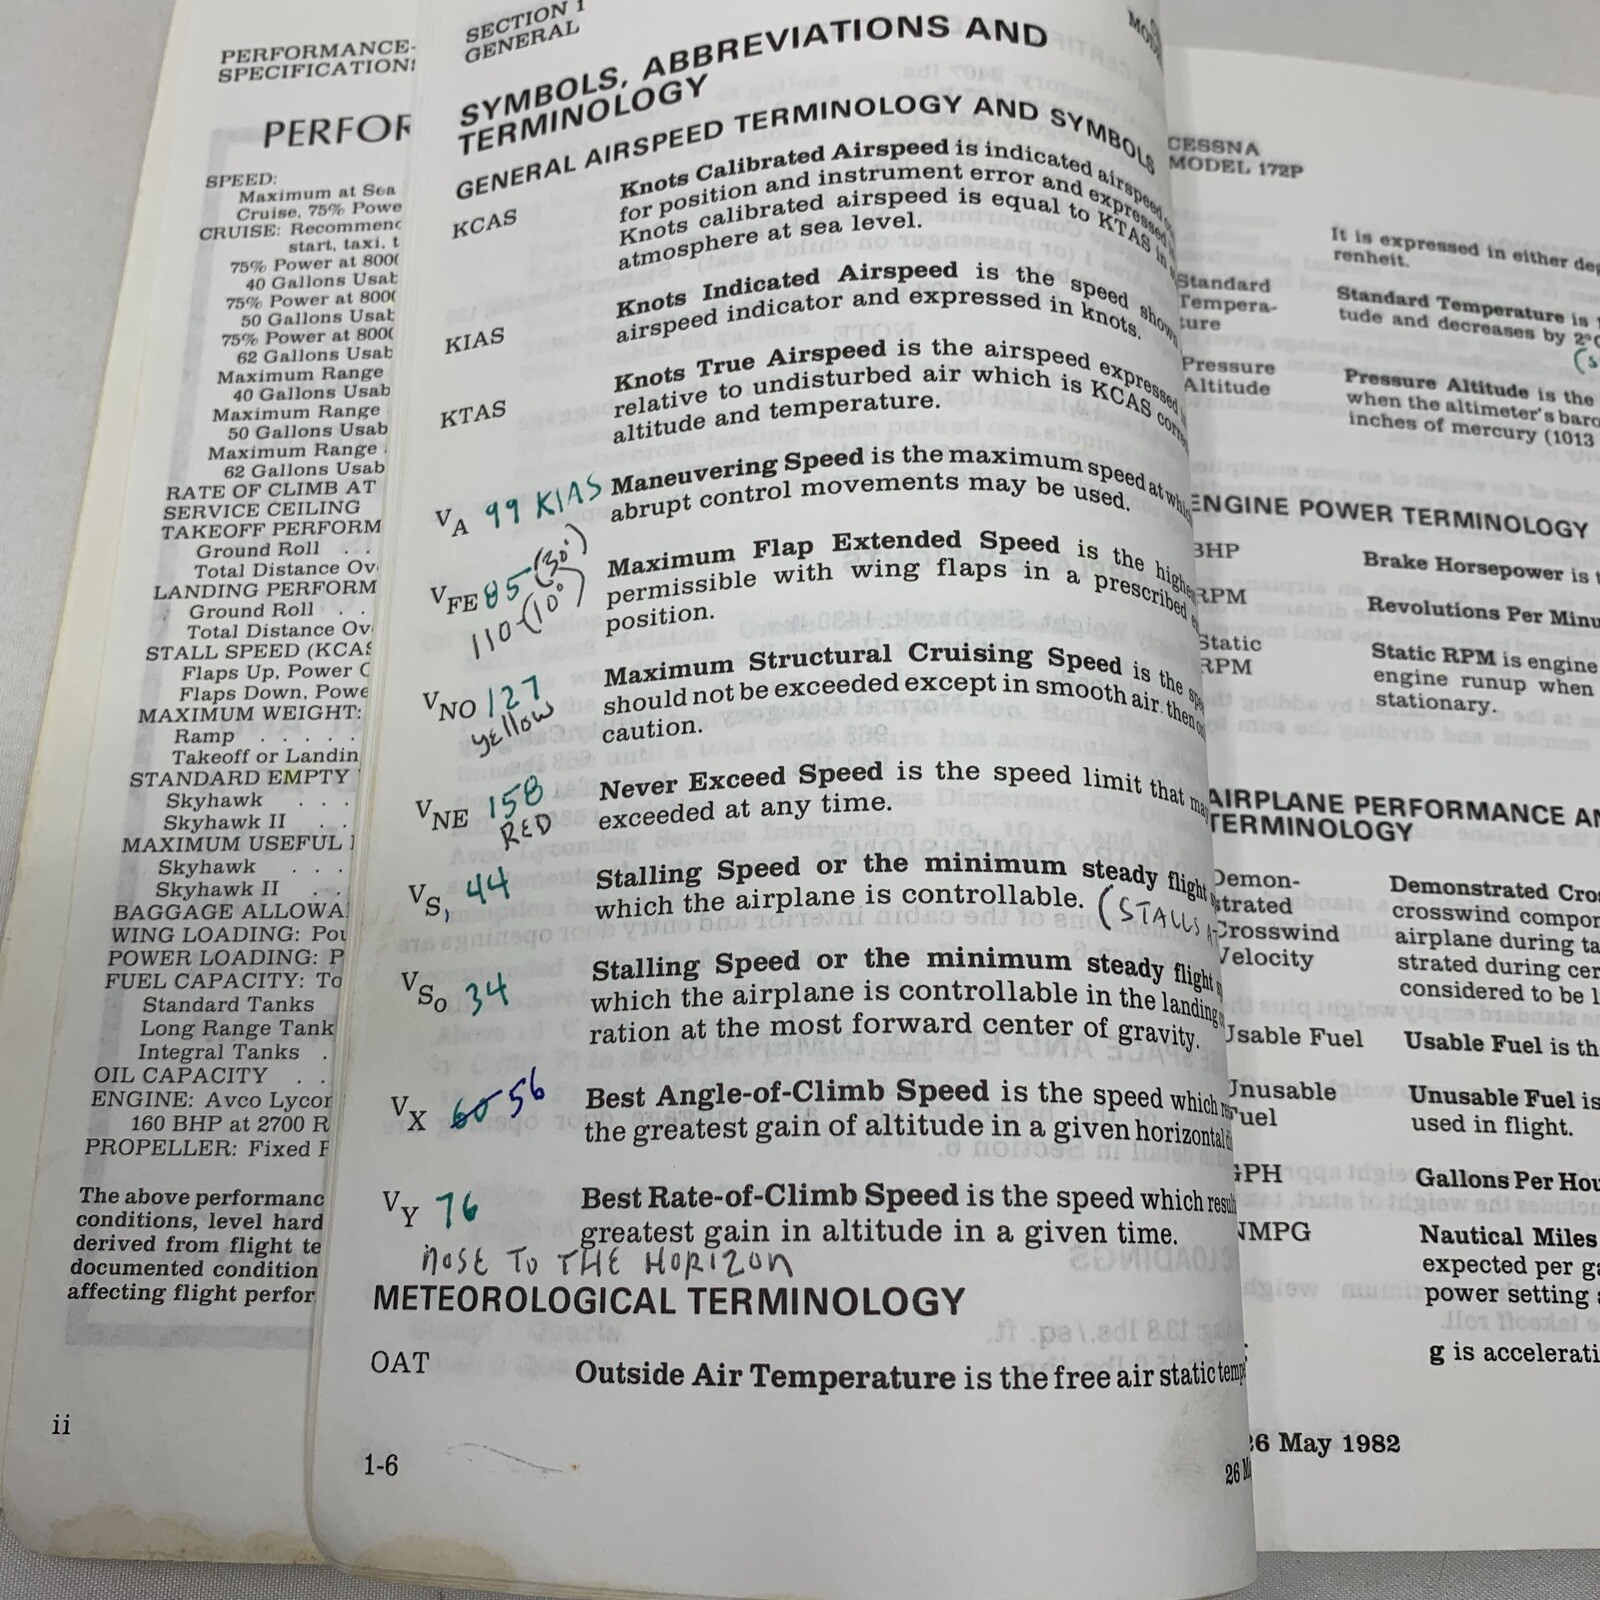 PERFORMANCE-
SPECIFICATIONS
PERFOR
SPEED:
Maximum at Sea
Cruise, 75% Powe
CRUISE: Recommend
start, taxi, t
75% Power at 800
40 Gallons Usab
75% Power at 800
50 Gallons Usab
75% Power at 800
62 Gallons Usab
Maximum Range
40 Gallons Usab
Maximum Range
50 Gallons Usab
Maximum Range
62 Gallons Usab
RATE OF CLIMB AT
SERVICE CEILING
TAKEOFF PERFORM
Ground Roll . .
Total Distance Ov
LANDING PERFORM
Ground Roll . .
Total Distance Ov
STALL SPEED (KCAS
Flaps Up, Power O
Flaps Down, Powe
MAXIMUM WEIGHT:
Ramp . . . . .
Takeoff or Landin
STANDARD EMPTY
Skyhawk . . .
Skyhawk II . .
MAXIMUM USEFUL
Skyhawk . . .
Skyhawk II . .
BAGGAGE ALLOWA
WING LOADING: Pou
POWER LOADING: P
FUEL CAPACITY: To
Standard Tanks
Long Range Tank
Integral Tanks .
OIL CAPACITY . .
ENGINE: Avco Lycor
160 BHP at 2700 R
PROPELLER: Fixed P
The above performanc
conditions, level hard
derived from flight te
documented condition
affecting flight perfor
ii
SECTION 1
GENERAL
SYMBOLS, ABBREVIATIONS AND
TERMINOLOGY
GENERAL AIRSPEED TERMINOLOGY AND SYMBOLS
KCAS Knots Calibrated Airspeed is indicated airspeed
for position and instrument error and expressed
Knots calibrated airspeed is equal to KTAS in
atmosphere at sea level.
KIAS Knots Indicated Airspeed is the speed shown
airspeed indicator and expressed in knots.
KTAS Knots True Airspeed is the airspeed expressed
relative to undisturbed air which is KCAS corre
altitude and temperature.
VA 99 KIAS Maneuvering Speed is the maximum speed at which
abrupt control movements may be used.
VFE 85 (30°) Maximum Flap Extended Speed is the highe
110-(10°) permissible with wing flaps in a prescribed
position.
VNO 127 Maximum Structural Cruising Speed is the spe
yellow should not be exceeded except in smooth air, then
caution.
VNE 158 Never Exceed Speed is the speed limit that may
RED exceeded at any time.
VS, 44 Stalling Speed or the minimum steady flight
which the airplane is controllable. (STALLS AT
VSO 34 Stalling Speed or the minimum steady flight
which the airplane is controllable in the landing
ration at the most forward center of gravity.
VX 60 56 Best Angle-of-Climb Speed is the speed which
the greatest gain of altitude in a given horizontal
VY 76 Best Rate-of-Climb Speed is the speed which resul
greatest gain in altitude in a given time.
NOSE TO THE HORIZON
METEOROLOGICAL TERMINOLOGY
OAT Outside Air Temperature is the free air static tempe
1-6
26 M
CESSNA
MODEL 172P
It is expressed in either deg
renheit.
Standard Tempera-ture Standard Temperature is
tude and decreases by 2°C
Pressure Altitude Pressure Altitude is the
when the altimeter's baro
inches of mercury (1013
ENGINE POWER TERMINOLOGY
BHP Brake Horsepower is t
RPM Revolutions Per Minu
Static RPM Static RPM is engine
engine runup when
stationary.
AIRPLANE PERFORMANCE AN
TERMINOLOGY
Demon-strated Crosswind Velocity Demonstrated Cros
crosswind compon
airplane during ta
strated during cer
considered to be l
Usable Fuel Usable Fuel is th
Unusable Fuel Unusable Fuel is
used in flight.
GPH Gallons Per Hou
NMPG Nautical Miles
expected per ga
power setting
g is accelerati
26 May 1982